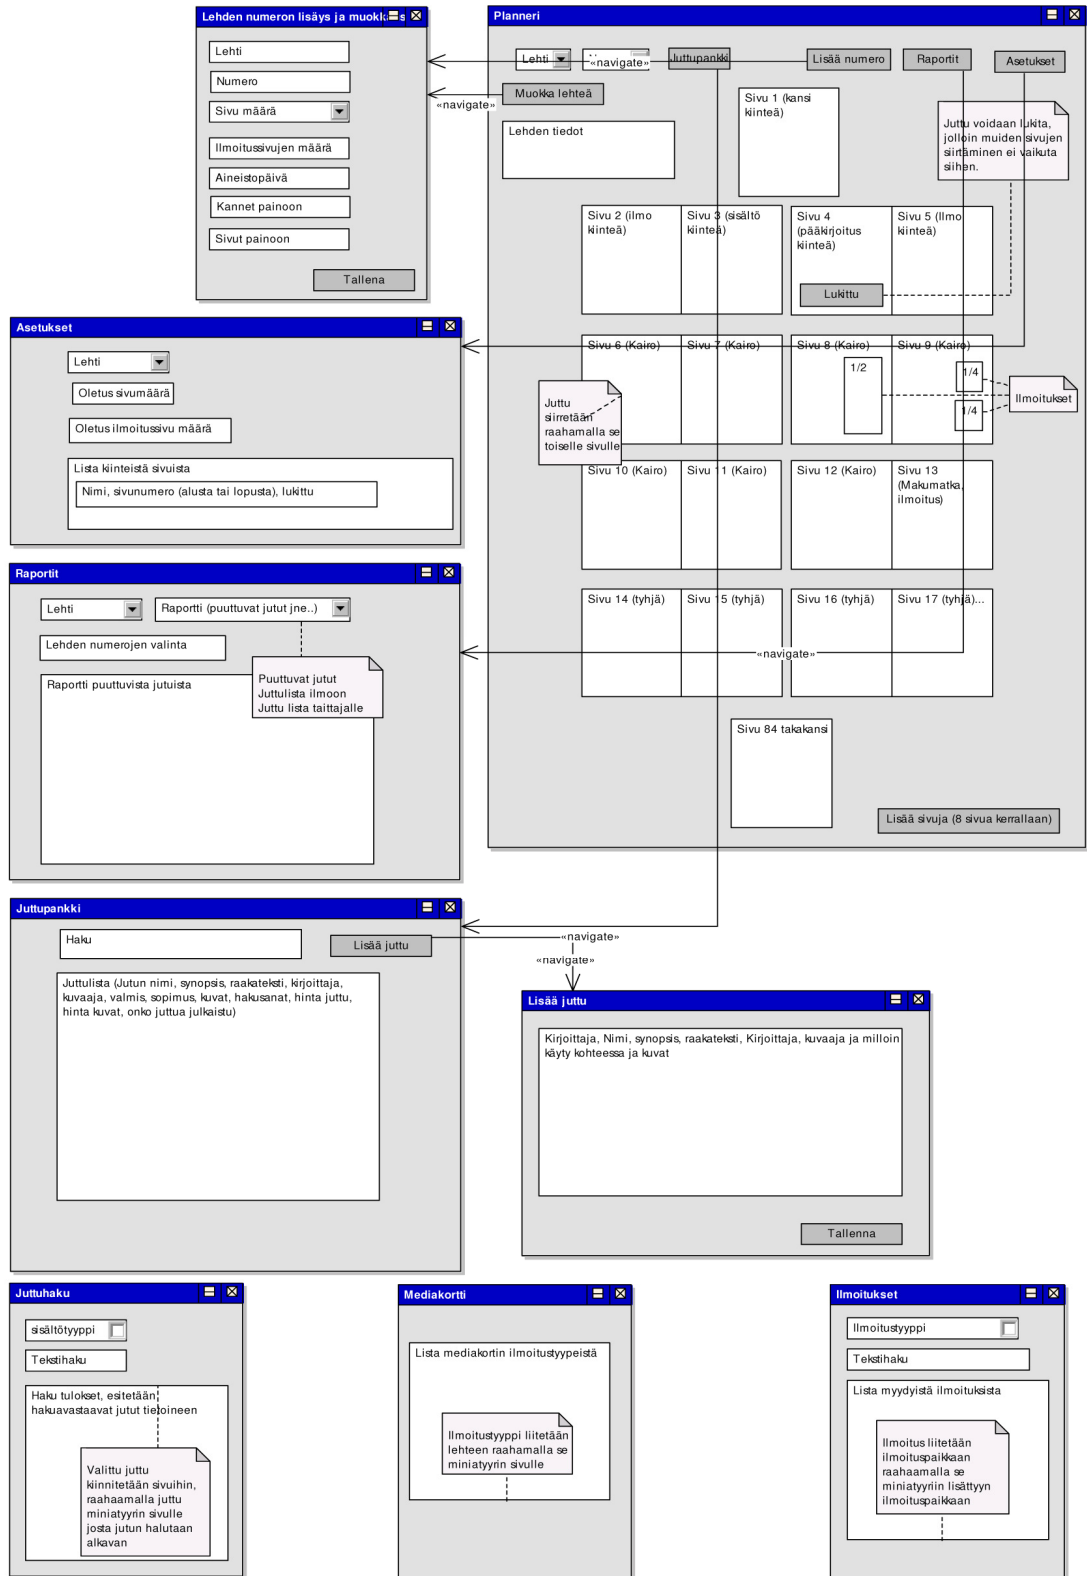 Lehden numeron lisäys ja muokkaus
Lehti
Numero
Sivu määrä
Ilmoitussivujen määrä
Aineistopäivä
Kannet painoon
Sivut painoon
Tallena
Planneri
Lehti
«navigate»
Juttupankki
Lisää numero
Raportit
Asetukset
Muokka lehteä
«navigate»
Lehden tiedot
Sivu 1 (kansi
kiinteä)
Juttu voidaan lukita,
jolloin muiden sivujen
siirtäminen ei vaikuta
siihen.
Sivu 2 (ilmo
kiinteä)
Sivu 3 (sisältö
kiinteä)
Sivu 4
(pääkirjoitus
kiinteä)
Sivu 5 (Ilmo
kiinteä)
Lukittu
Sivu 6 (Kairo)
Sivu 7 (Kairo)
Sivu 8 (Kairo)
Sivu 9 (Kairo)
1/2
1/4
1/4
Ilmoitukset
Juttu
siirretään
raahamalla se
toiselle sivulle
Sivu 10 (Kairo)
Sivu 11 (Kairo)
Sivu 12 (Kairo)
Sivu 13
(Makumatka,
ilmoitus)
Sivu 14 (tyhjä)
Sivu 15 (tyhjä)
Sivu 16 (tyhjä)
Sivu 17 (tyhjä)...
«navigate»
Sivu 84 takakansi
Lisää sivuja (8 sivua kerrallaan)
Asetukset
Lehti
Oletus sivumäärä
Oletus ilmoitussivu määrä
Lista kiinteistä sivuista
Nimi, sivunumero (alusta tai lopusta), lukittu
Raportit
Lehti
Raportti (puuttuvat jutut jne..)
Lehden numerojen valinta
Raportti puuttuvista jutuista
Puuttuvat jutut
Juttulista ilmoon
Juttu lista taittajalle
Juttupankki
Haku
Lisää juttu
«navigate»
«navigate»
Juttulista (Jutun nimi, synopsis, raakateksti, kirjoittaja,
kuvaaja, valmis, sopimus, kuvat, hakusanat, hinta juttu,
hinta kuvat, onko juttua julkaistu)
Lisää juttu
Kirjoittaja, Nimi, synopsis, raakateksti, Kirjoittaja, kuvaaja ja milloin
käyty kohteessa ja kuvat
Tallenna
Juttuhaku
sisältötyyppi
Tekstihaku
Haku tulokset, esitetään
hakuavastaavat jutut tietoineen
Valittu juttu
kiinnitetään sivuihin,
raahaamalla juttu
miniatyyrin sivulle
josta jutun halutaan
alkavan
Mediakortti
Lista mediakortin ilmoitustyypeistä
Ilmoitustyyppi liitetään
lehteen raahamalla se
miniatyyrin sivulle
Ilmoitukset
Ilmoitustyyppi
Tekstihaku
Lista myydyistä ilmoituksista
Ilmoitus liitetään
ilmoituspaikkaan
raahaamalla se
miniatyyriin lisättyyn
ilmoituspaikkaan